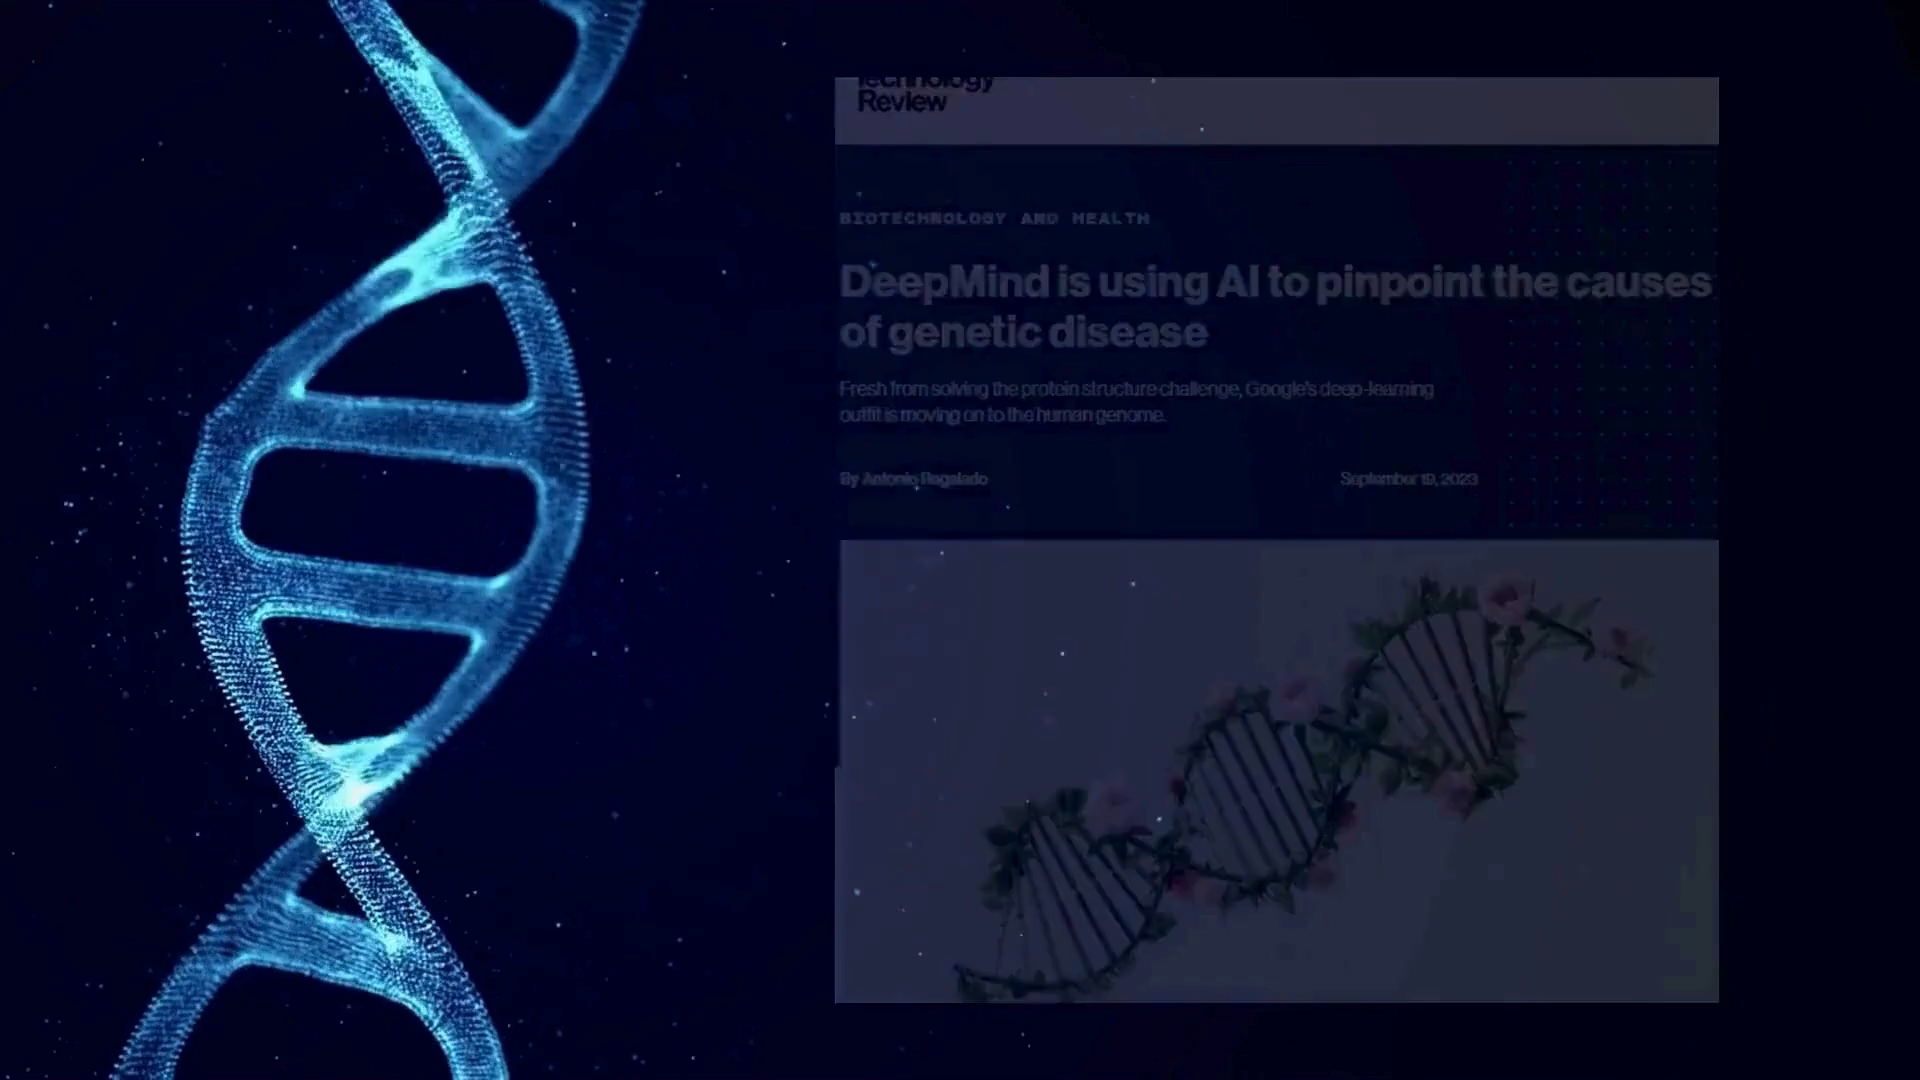 Technology
Review
BIOTECHNOLOGY AND HEALTH
DeepMind is using AI to pinpoint the causes
of genetic disease
Fresh from solving the protein structure challenge, Google's deep-learning
outfit is moving on to the human genome.
By Antonio Regalado
September 19, 2023